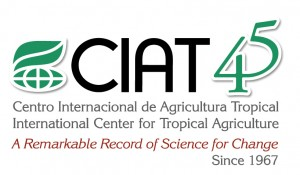 CIAT 45
Centro Internacional de Agricultura Tropical
International Center for Tropical Agriculture
A Remarkable Record of Science for Change
Since 1967